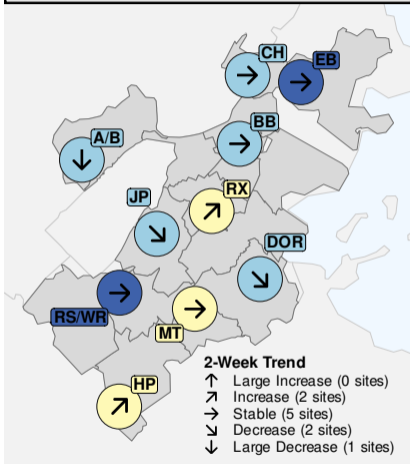 CH
EB
BB
A/B
RX
JP
DOR
RS/WR
MT
HP
2-Week Trend
↑ Large Increase (0 sites)
↗ Increase (2 sites)
→ Stable (5 sites)
↘ Decrease (2 sites)
↓ Large Decrease (1 sites)